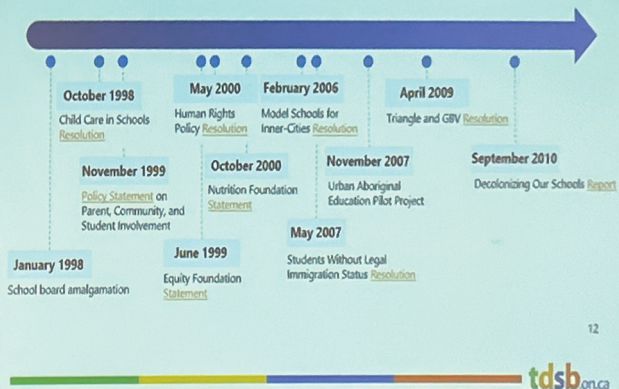 October 1998
Child Care in Schools
Resolution
May 2000
Human Rights
Policy Resolution
February 2006
Model Schools for
Inner-Cities Resolution
April 2009
Triangle and GBV Resolution
November 1999
Policy Statement on
Parent, Community, and
Student Involvement
October 2000
Nutrition Foundation
Statement
November 2007
Urban Aboriginal
Education Pilot Project
September 2010
Decolonizing Our Schools Report
January 1998
School board amalgamation
June 1999
Equity Foundation
Statement
May 2007
Students Without Legal
Immigration Status Resolution
12
tdsb.on.ca